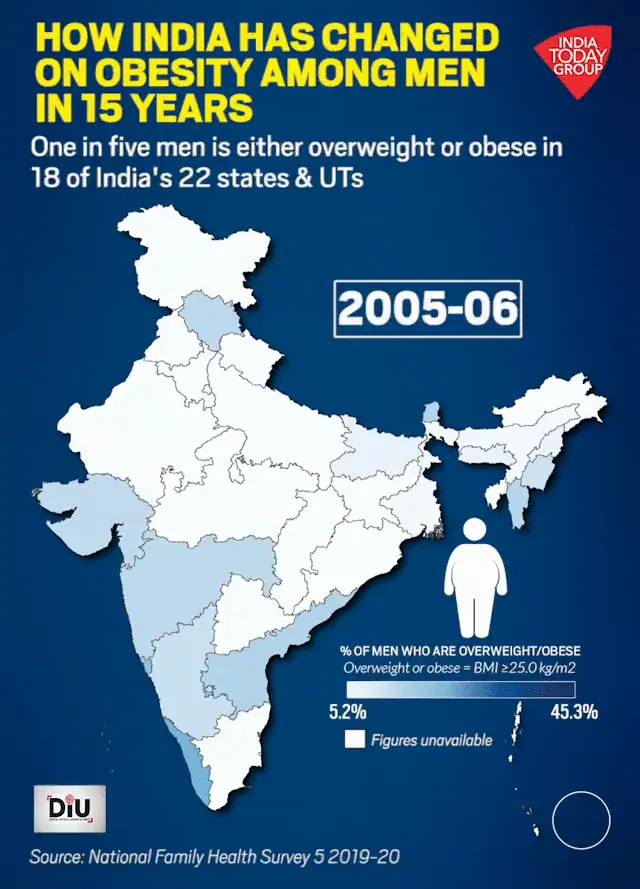 HOW INDIA HAS CHANGED
ON OBESITY AMONG MEN
IN 15 YEARS
INDIA
TODAY
GROUP
One in five men is either overweight or obese in
18 of India's 22 states & UTs
2005-06
% OF MEN WHO ARE OVERWEIGHT/OBESE
Overweight or obese = BMI ≥25.0 kg/m2
5.2%
45.3%
Figures unavailable
DiU
Source: National Family Health Survey 5 2019-20